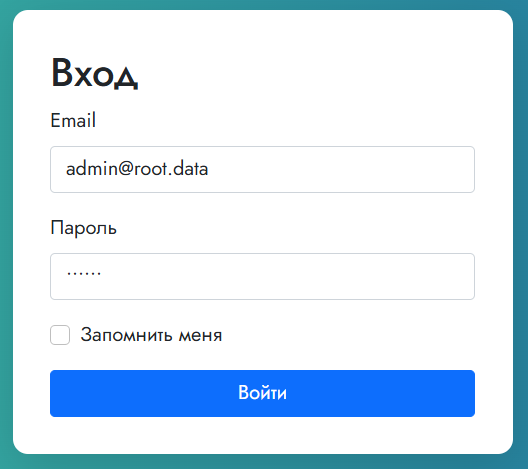 Вход
Email
admin@root.data
Пароль
······
Запомнить меня
Войти